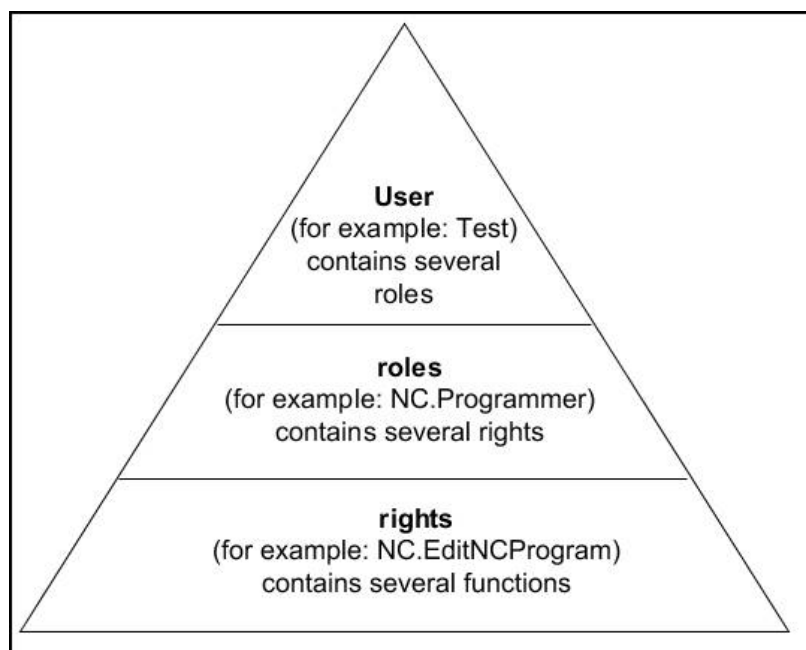 User
(for example: Test)
contains several
roles
roles
(for example: NC.Programmer)
contains several rights
rights
(for example: NC.EditNCProgram)
contains several functions